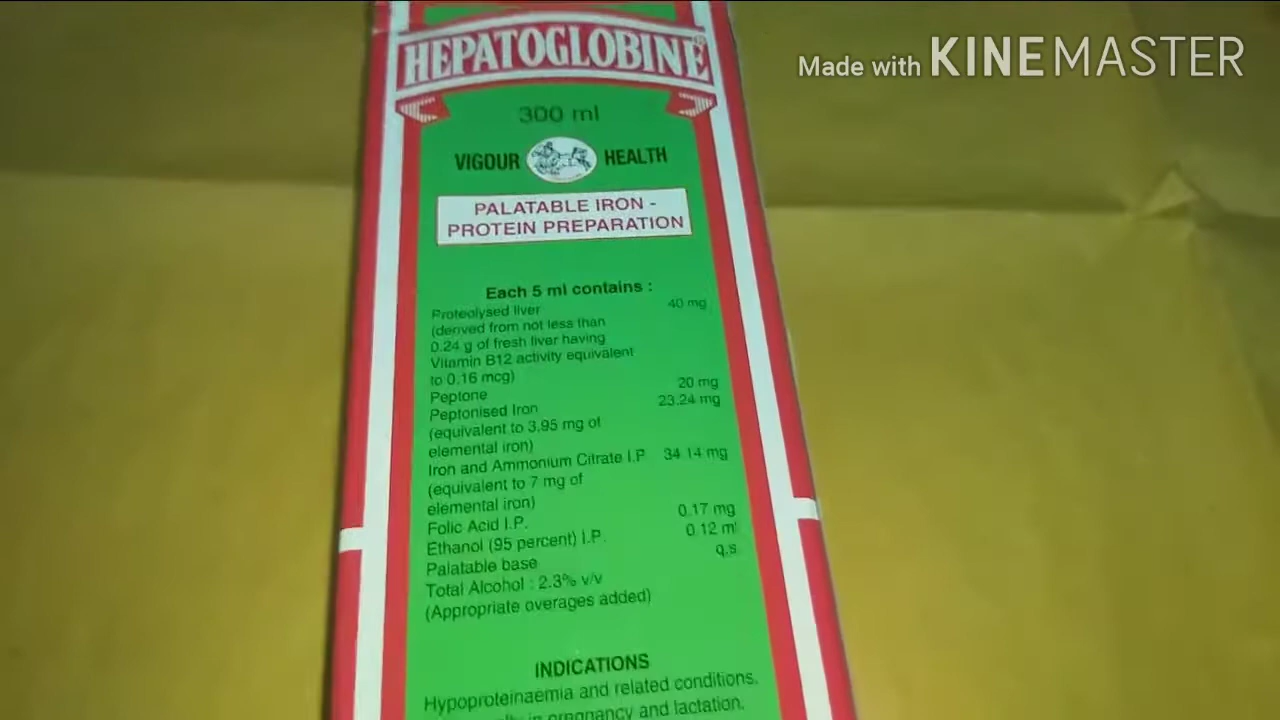 Made with KINEMASTER
HEPATOGLOBINE®
300 ml
VIGOUR HEALTH
PALATABLE IRON -
PROTEIN PREPARATION
Each 5 ml contains :
Proteolysed liver 40 mg
(derived from not less than
0.24 g of fresh liver having
Vitamin B12 activity equivalent
to 0.16 mcg)
Peptone 20 mg
Peptonised Iron 23.24 mg
(equivalent to 3.95 mg of
elemental iron)
Iron and Ammonium Citrate I.P 34.14 mg
(equivalent to 7 mg of
elemental iron)
Folic Acid I.P. 0.17 mg
Ethanol (95 percent) I.P. 0.12 ml
Palatable base q.s.
Total Alcohol : 2.3% v/v
(Appropriate overages added)
INDICATIONS
Hypoproteinaemia and related conditions,
in pregnancy and lactation.